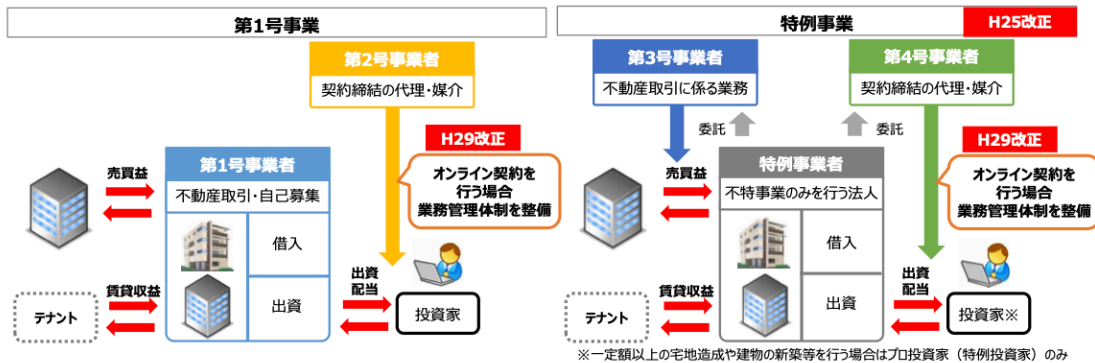 第1号事業
第2号事業者
契約締結の代理・媒介
H29改正
オンライン契約を
行う場合
業務管理体制を整備
第1号事業者
不動産取引・自己募集
借入
出資
売買益
賃貸収益
テナント
出資
配当
投資家
特例事業
H25改正
第3号事業者
不動産取引に係る業務
委託
第4号事業者
契約締結の代理・媒介
委託
H29改正
オンライン契約を
行う場合
業務管理体制を整備
特例事業者
不特事業のみを行う法人
借入
出資
売買益
賃貸収益
テナント
出資
配当
投資家※
※一定額以上の宅地造成や建物の新築等を行う場合はプロ投資家（特例投資家）のみ